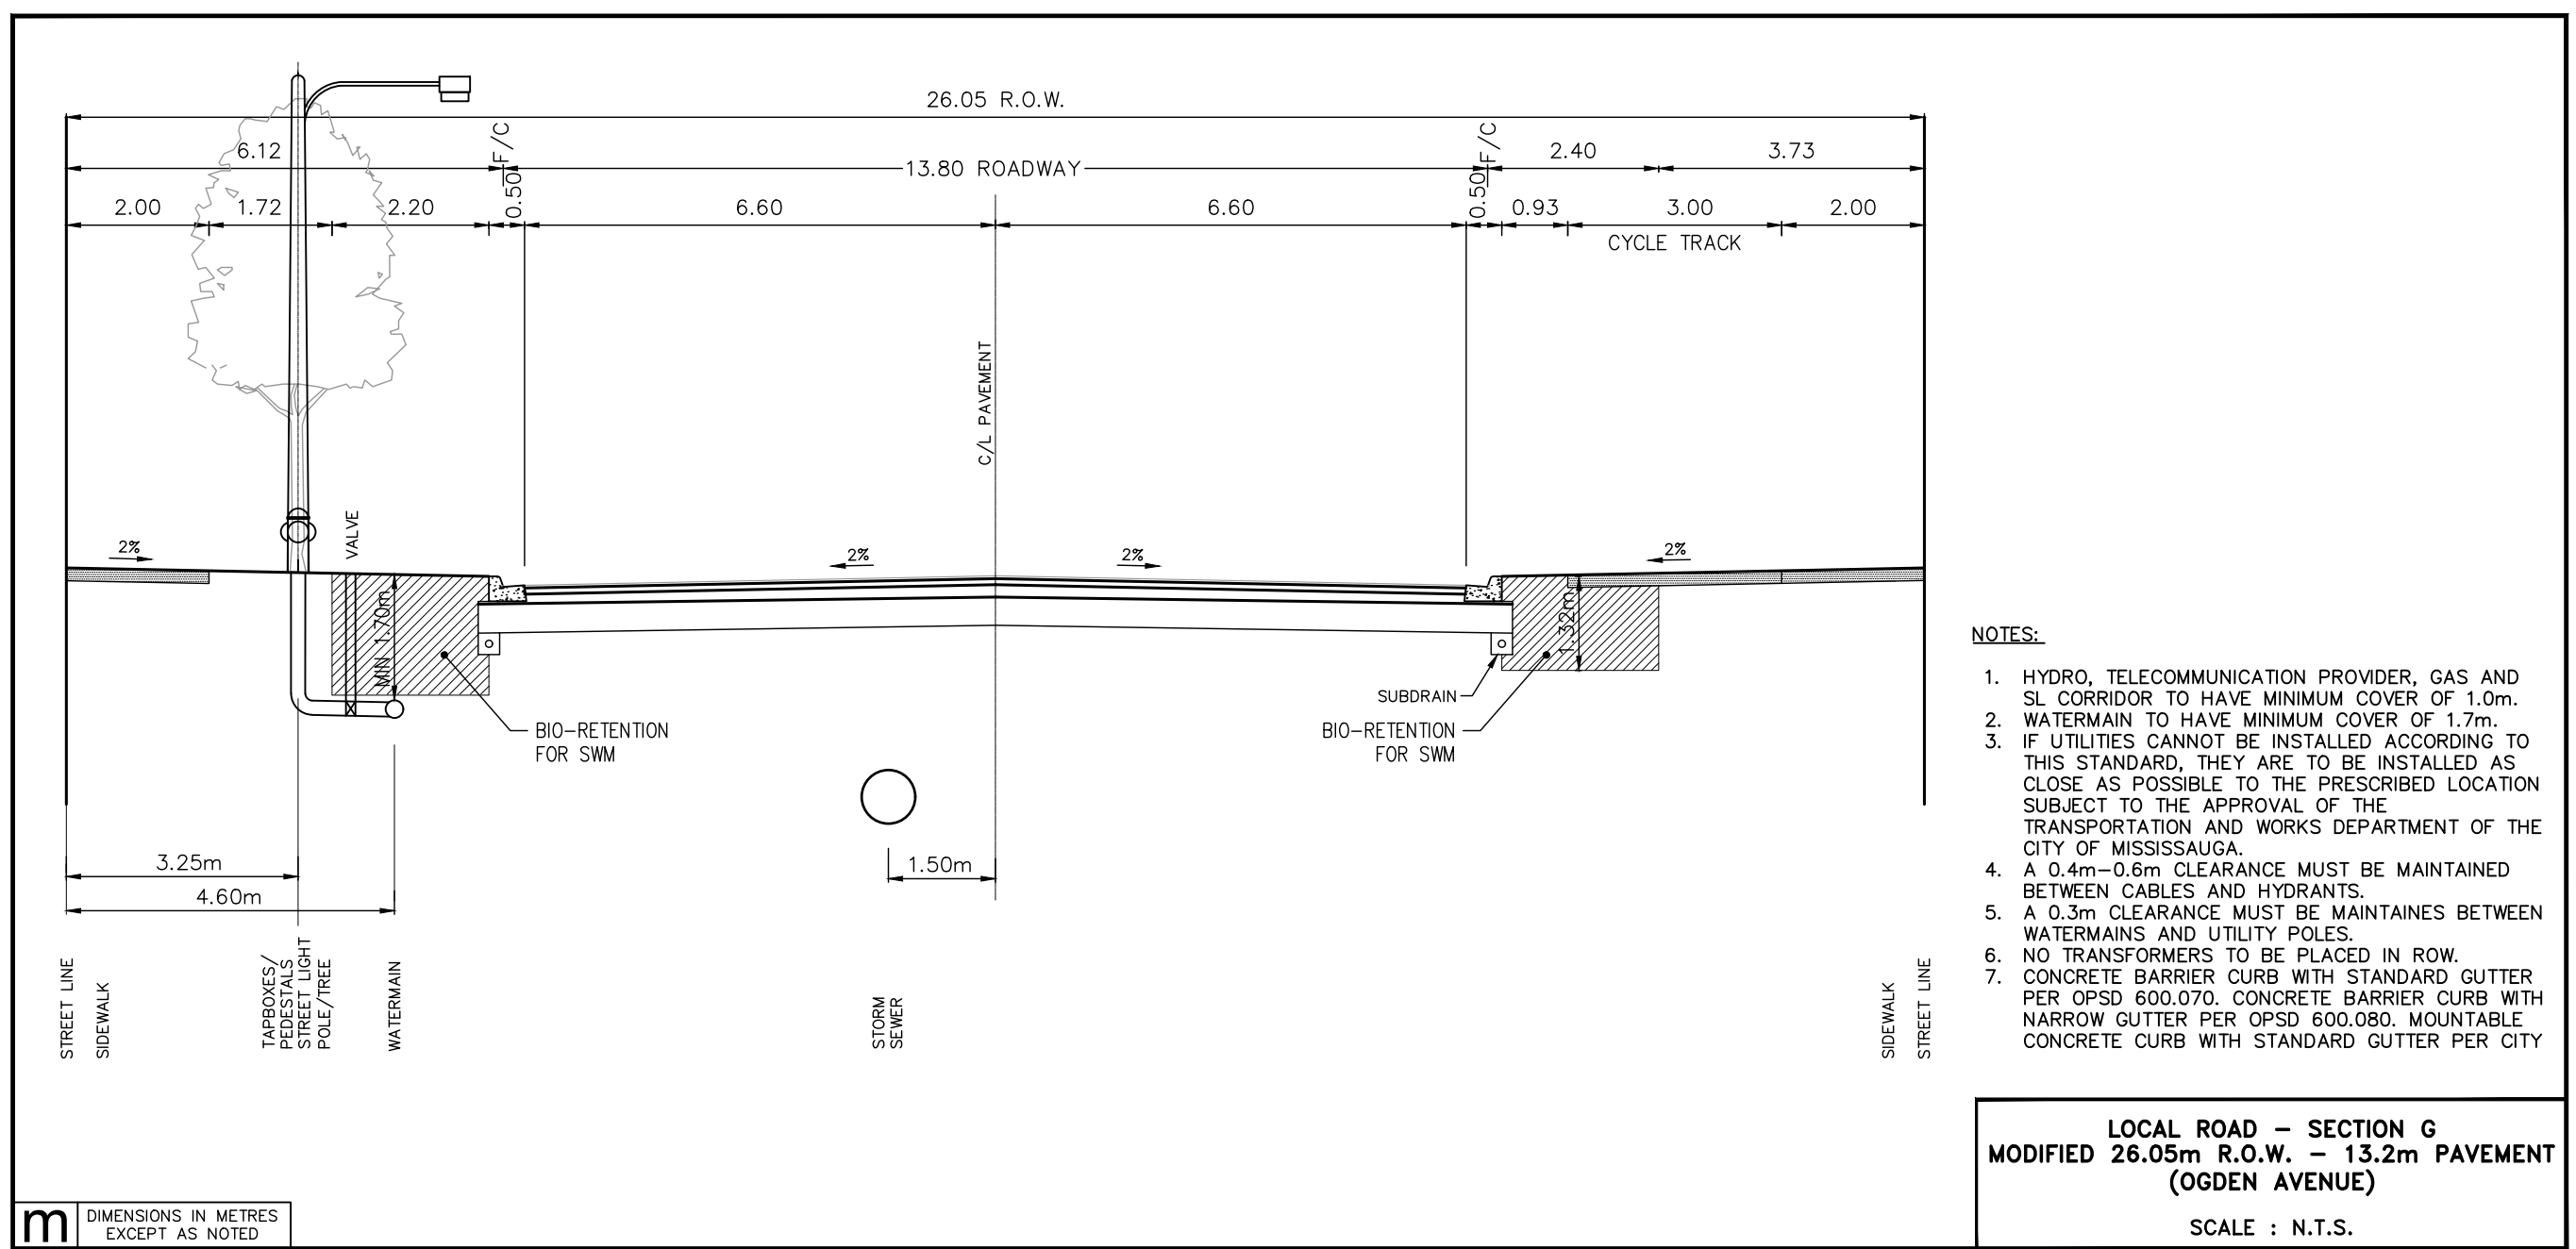 26.05 R.O.W.
6.12
F/C
13.80 ROADWAY
F/C
2.40
3.73
2.00
1.72
2.20
0.50
6.60
6.60
0.50
0.93
3.00
2.00
CYCLE TRACK
C/L PAVEMENT
VALVE
2%
2%
2%
2%
MIN 1.70m
1.32m
SUBDRAIN
BIO-RETENTION
FOR SWM
BIO-RETENTION
FOR SWM
3.25m
4.60m
1.50m
STREET LINE
SIDEWALK
TAPBOXES/
PEDESTALS
STREET LIGHT
POLE/TREE
WATERMAIN
STORM
SEWER
SIDEWALK
STREET LINE
NOTES:
1. HYDRO, TELECOMMUNICATION PROVIDER, GAS AND
SL CORRIDOR TO HAVE MINIMUM COVER OF 1.0m.
2. WATERMAIN TO HAVE MINIMUM COVER OF 1.7m.
3. IF UTILITIES CANNOT BE INSTALLED ACCORDING TO
THIS STANDARD, THEY ARE TO BE INSTALLED AS
CLOSE AS POSSIBLE TO THE PRESCRIBED LOCATION
SUBJECT TO THE APPROVAL OF THE
TRANSPORTATION AND WORKS DEPARTMENT OF THE
CITY OF MISSISSAUGA.
4. A 0.4m-0.6m CLEARANCE MUST BE MAINTAINED
BETWEEN CABLES AND HYDRANTS.
5. A 0.3m CLEARANCE MUST BE MAINTAINES BETWEEN
WATERMAINS AND UTILITY POLES.
6. NO TRANSFORMERS TO BE PLACED IN ROW.
7. CONCRETE BARRIER CURB WITH STANDARD GUTTER
PER OPSD 600.070. CONCRETE BARRIER CURB WITH
NARROW GUTTER PER OPSD 600.080. MOUNTABLE
CONCRETE CURB WITH STANDARD GUTTER PER CITY
LOCAL ROAD - SECTION G
MODIFIED 26.05m R.O.W. - 13.2m PAVEMENT
(OGDEN AVENUE)
SCALE : N.T.S.
m
DIMENSIONS IN METRES
EXCEPT AS NOTED